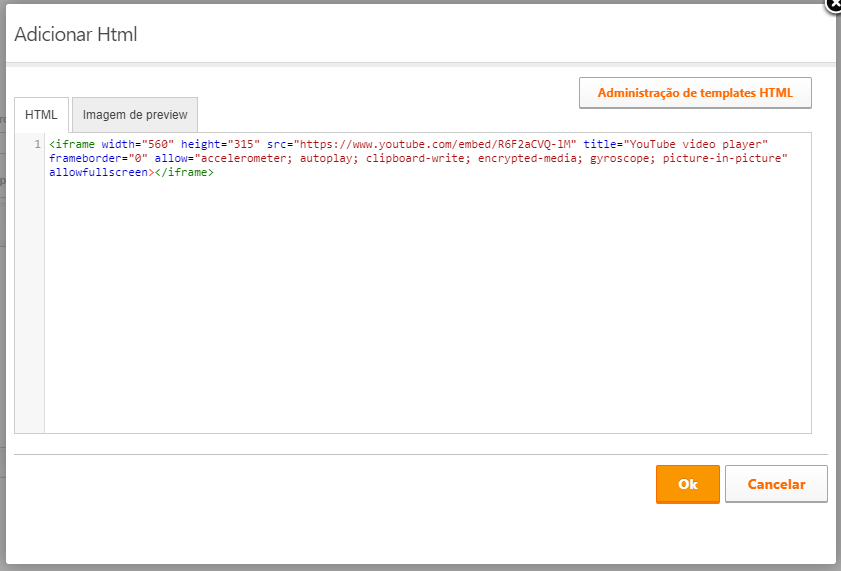 Adicionar Html
Administração de templates HTML
HTML
Imagem de preview
1
<iframe width="560" height="315" src="https://www.youtube.com/embed/R6F2aCVQ-lM" title="YouTube video player"
frameborder="0" allow="accelerometer; autoplay; clipboard-write; encrypted-media; gyroscope; picture-in-picture"
allowfullscreen></iframe>
Ok
Cancelar